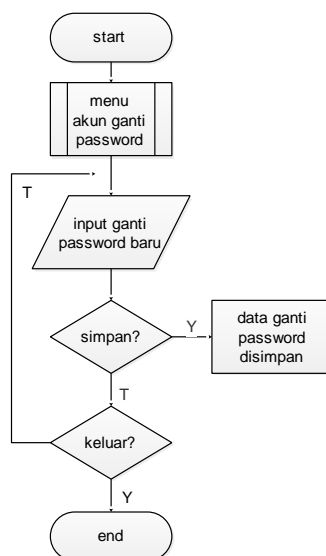 start
menu
akun ganti
password
T
input ganti
password baru
simpan?
Y
data ganti
password
disimpan
T
keluar?
Y
end